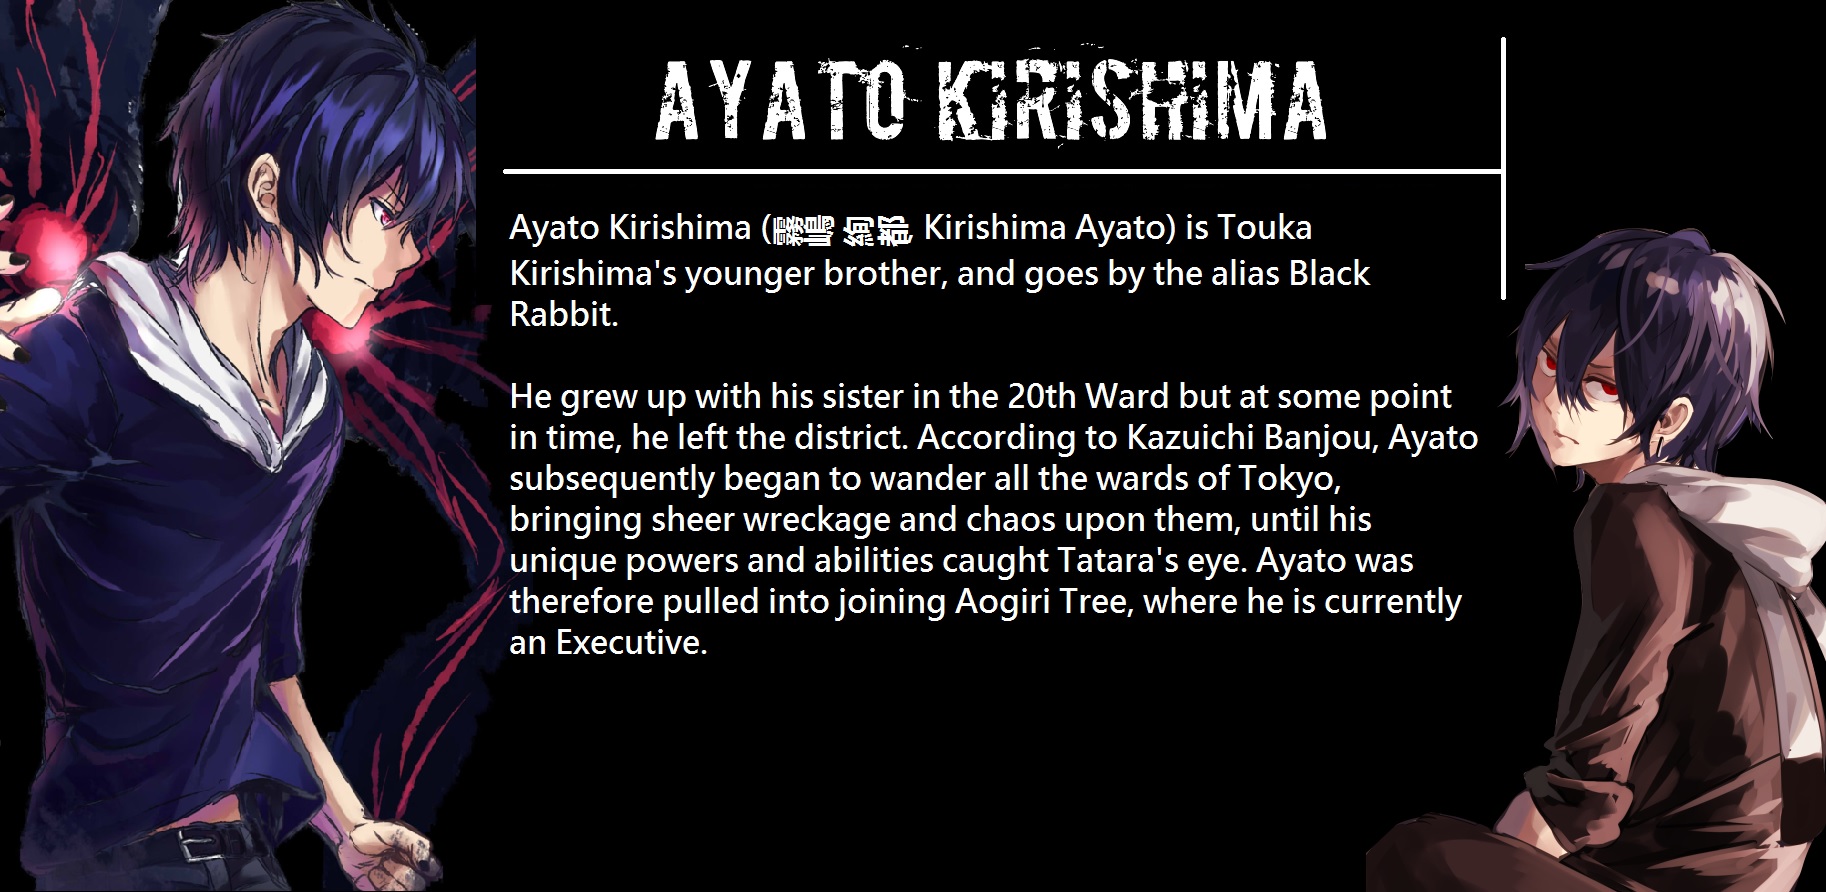 AYATO KIRISHIMA
Ayato Kirishima (霧嶋 絢都, Kirishima Ayato) is Touka
Kirishima's younger brother, and goes by the alias Black
Rabbit.
He grew up with his sister in the 20th Ward but at some point
in time, he left the district. According to Kazuichi Banjou, Ayato
subsequently began to wander all the wards of Tokyo,
bringing sheer wreckage and chaos upon them, until his
unique powers and abilities caught Tatara's eye. Ayato was
therefore pulled into joining Aogiri Tree, where he is currently
an Executive.